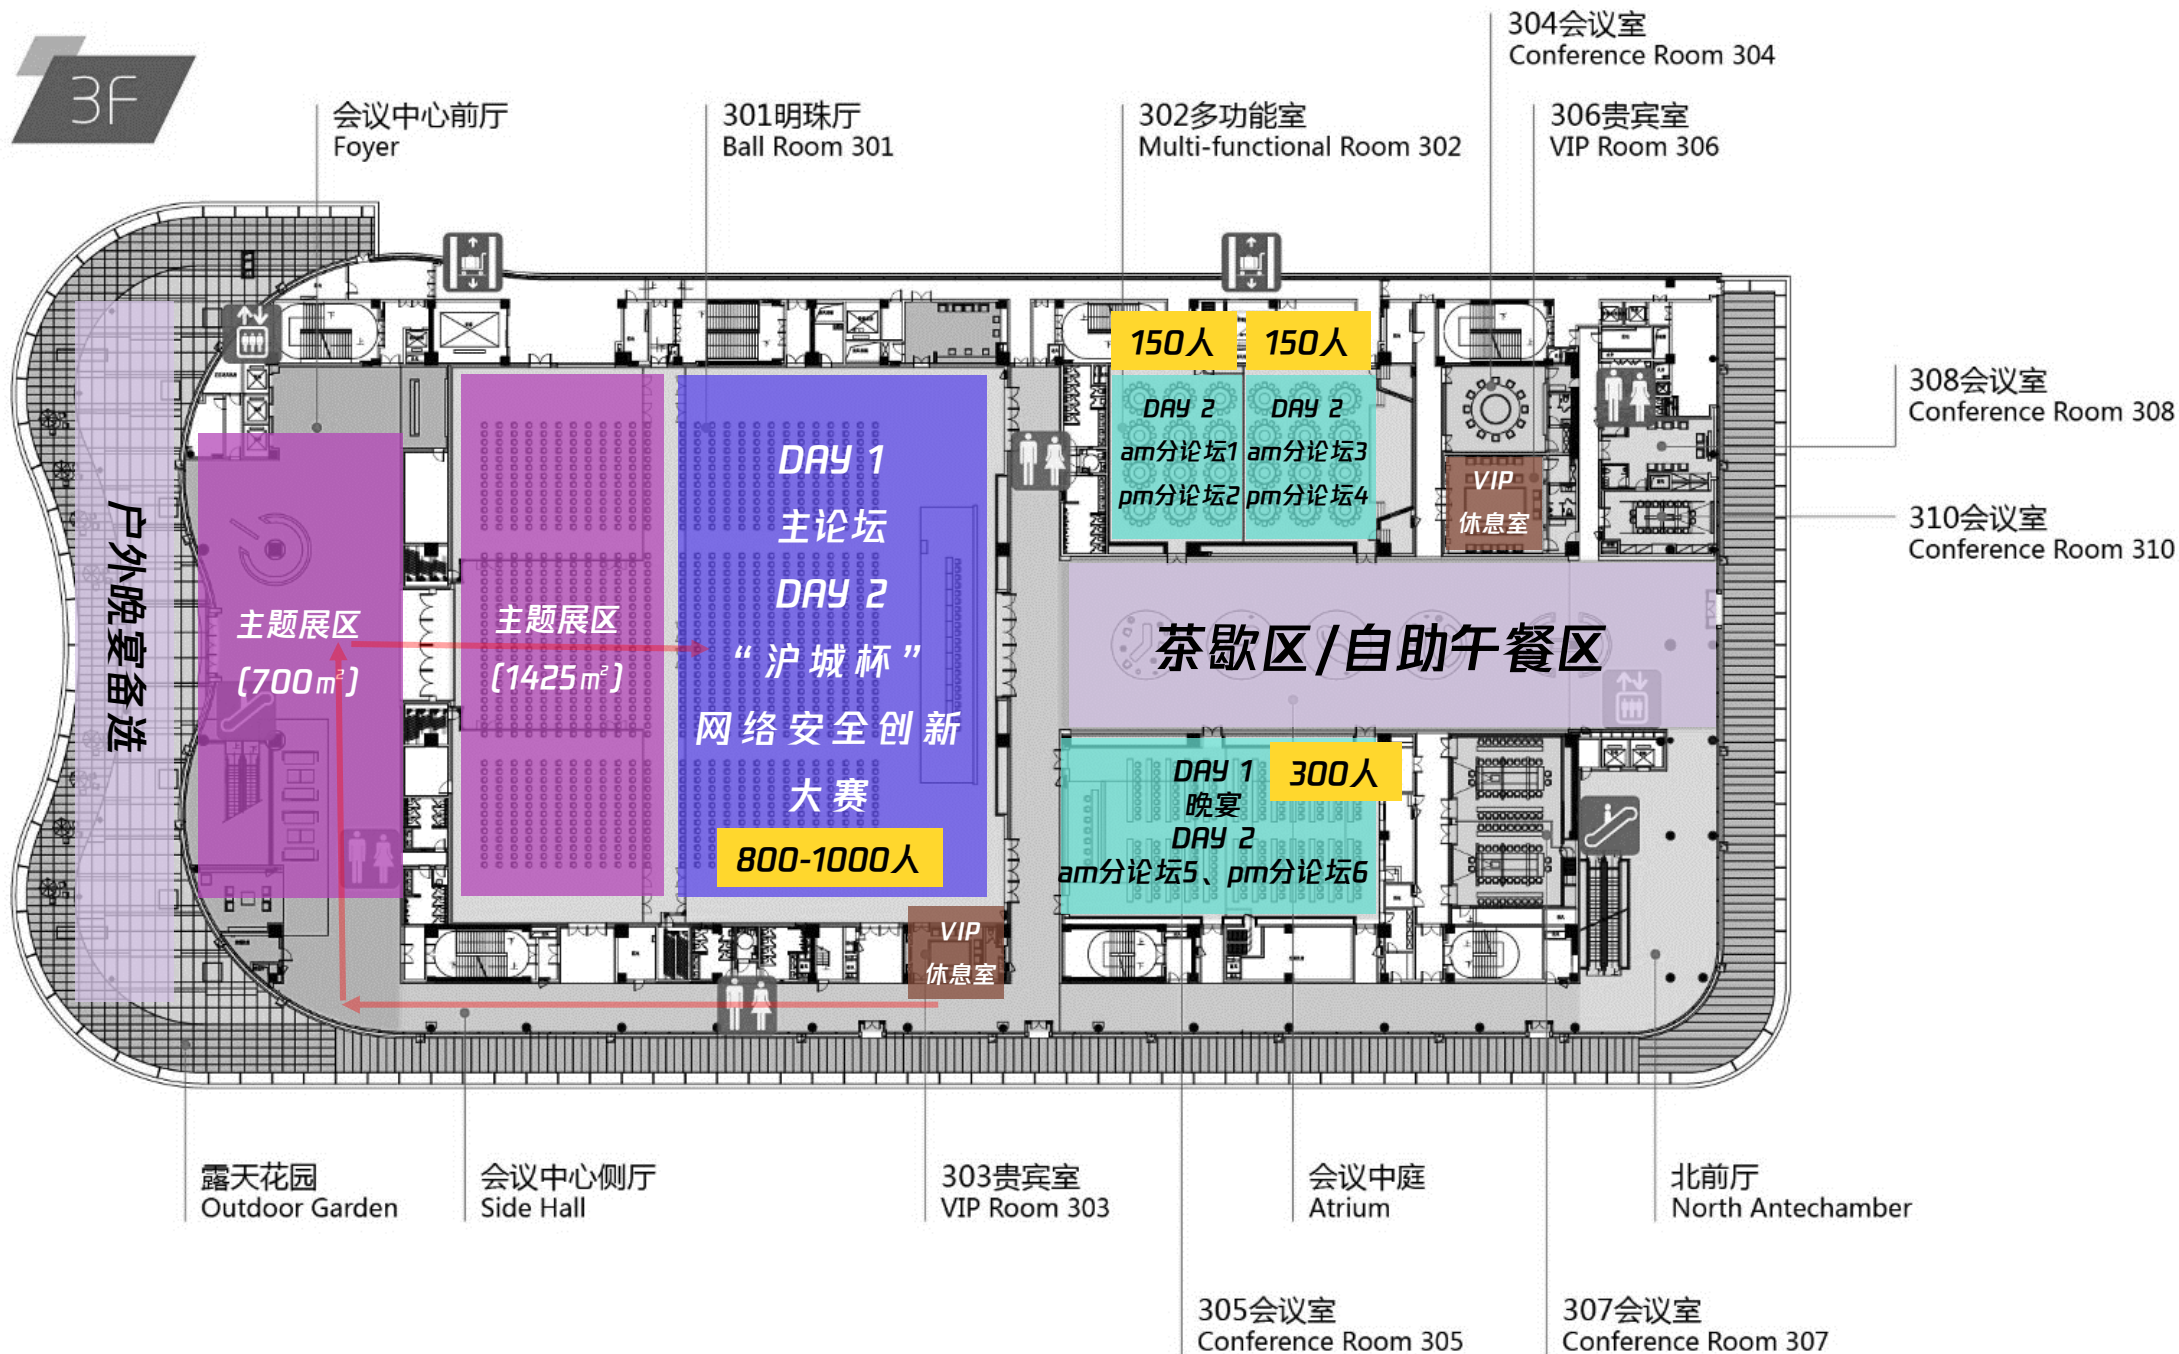 3F
304会议室
Conference Room 304
会议中心前厅
Foyer
301明珠厅
Ball Room 301
302多功能室
Multi-functional Room 302
306贵宾室
VIP Room 306
308会议室
Conference Room 308
310会议室
Conference Room 310
150人
150人
DAY 2
am分论坛1
pm分论坛2
DAY 2
am分论坛3
pm分论坛4
VIP
休息室
户外晚宴备选
主题展区
(700㎡)
主题展区
(1425㎡)
DAY 1
主论坛
DAY 2
“沪城杯”
网络安全创新
大赛
800-1000人
茶歇区/自助午餐区
DAY 1
晚宴
DAY 2
am分论坛5、pm分论坛6
300人
VIP
休息室
露天花园
Outdoor Garden
会议中心侧厅
Side Hall
303贵宾室
VIP Room 303
会议中庭
Atrium
北前厅
North Antechamber
305会议室
Conference Room 305
307会议室
Conference Room 307